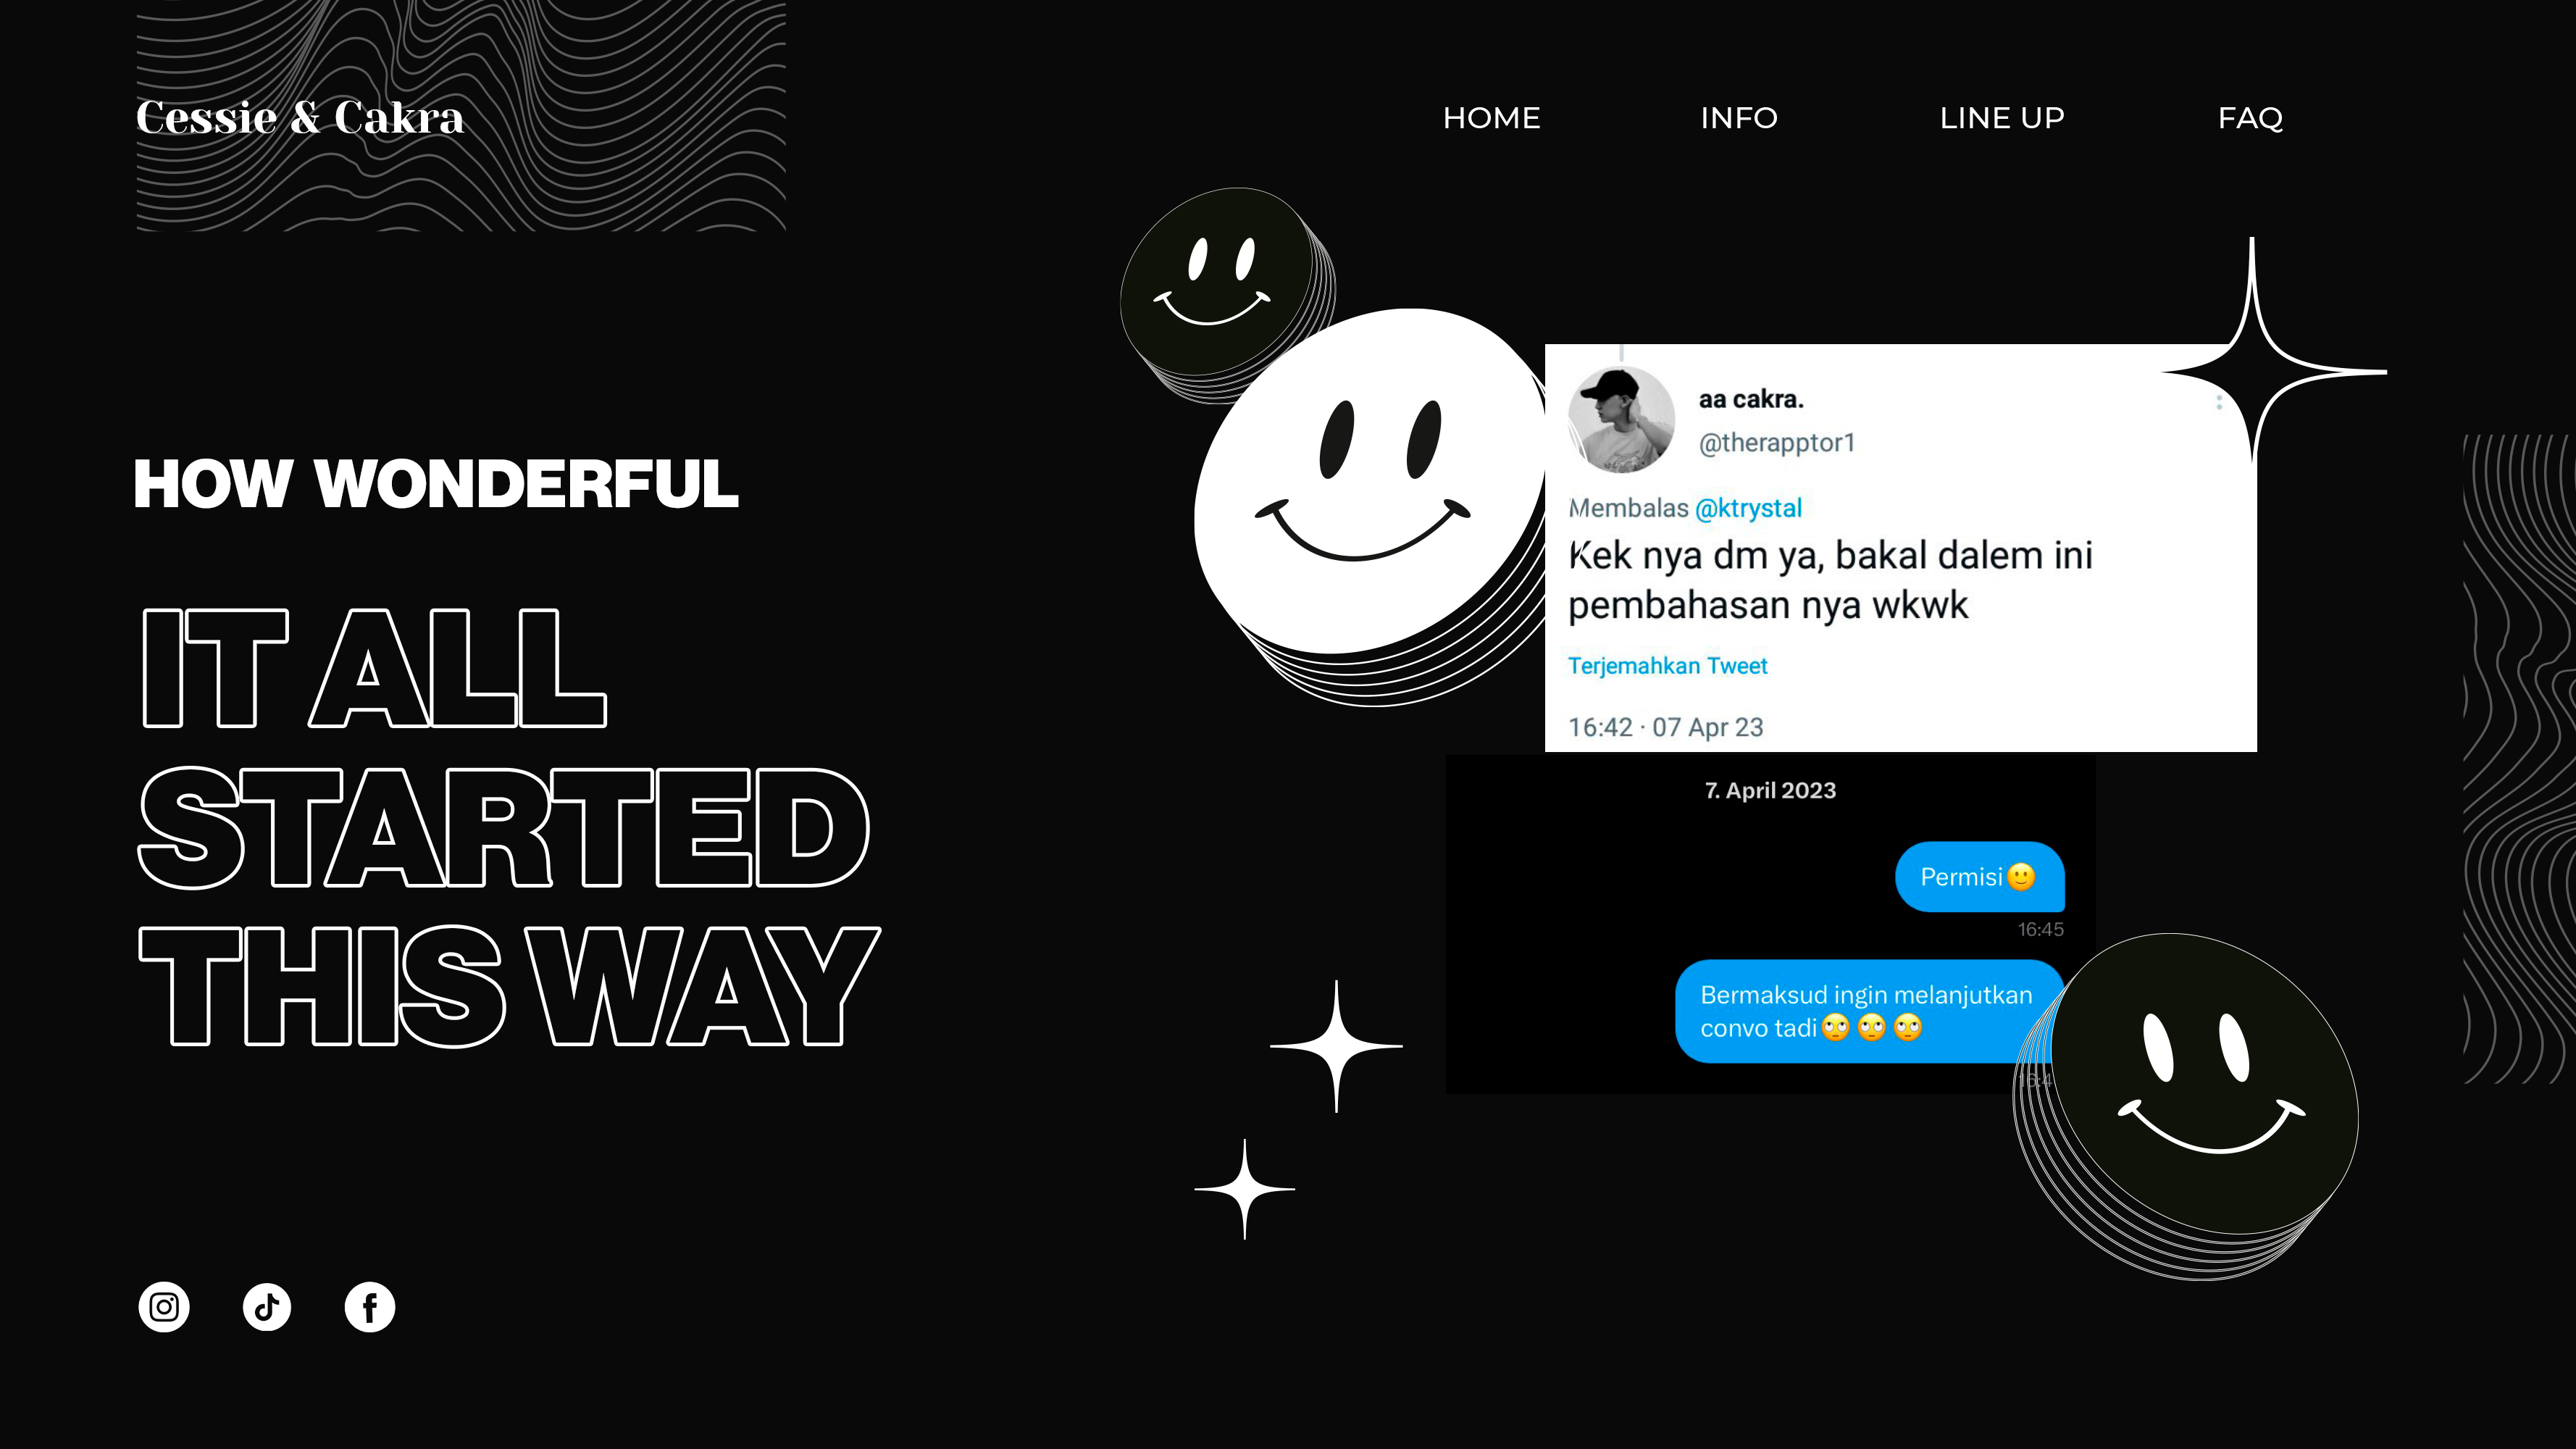 Cessie & Cakra
HOME INFO LINE UP FAQ
HOW WONDERFUL
IT ALL
STARTED
THIS WAY
aa cakra.
@therapptor1
Membalas @ktrystal
Kek nya dm ya, bakal dalem ini
pembahasan nya wkwk
Terjemahkan Tweet
16:42 · 07 Apr 23
7. April 2023
Permisi🙂
16:45
Bermaksud ingin melanjutkan
convo tadi🙄🙄🙄